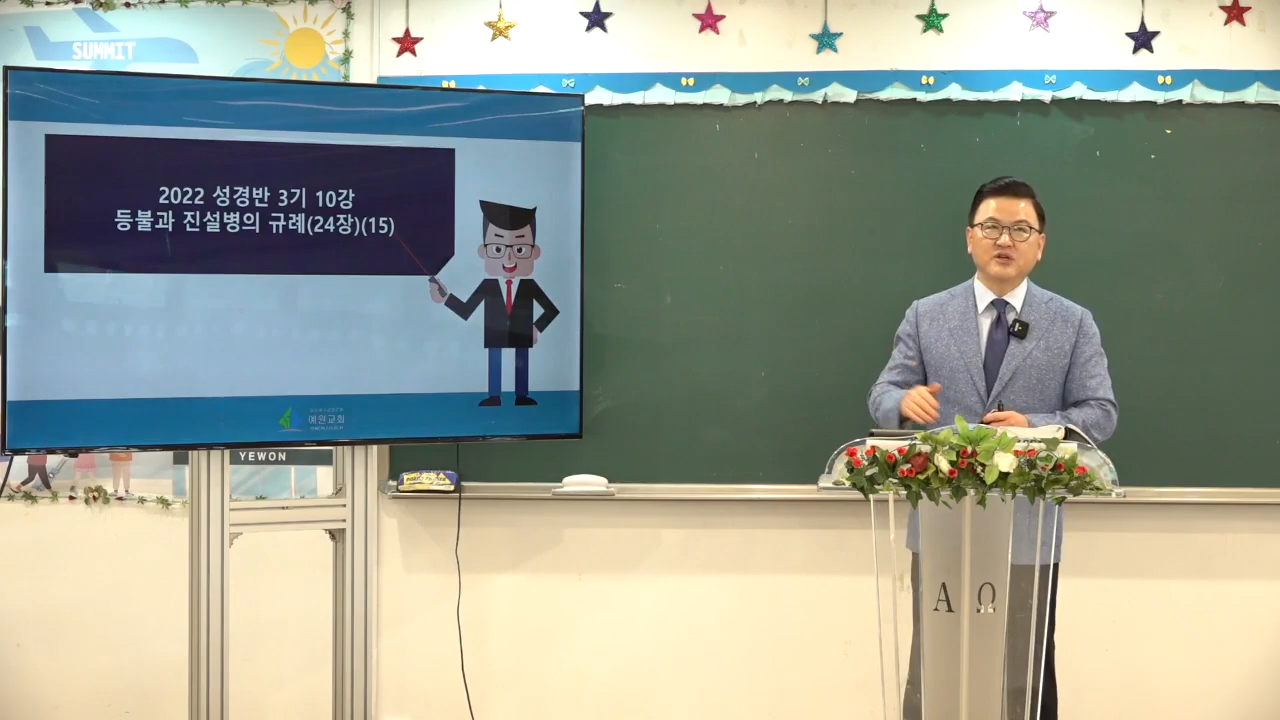 SUMMIT
2022 성경반 3기 10강
등불과 진설병의 규례(24장)(15)
예원교회
YEWON
Α Ω